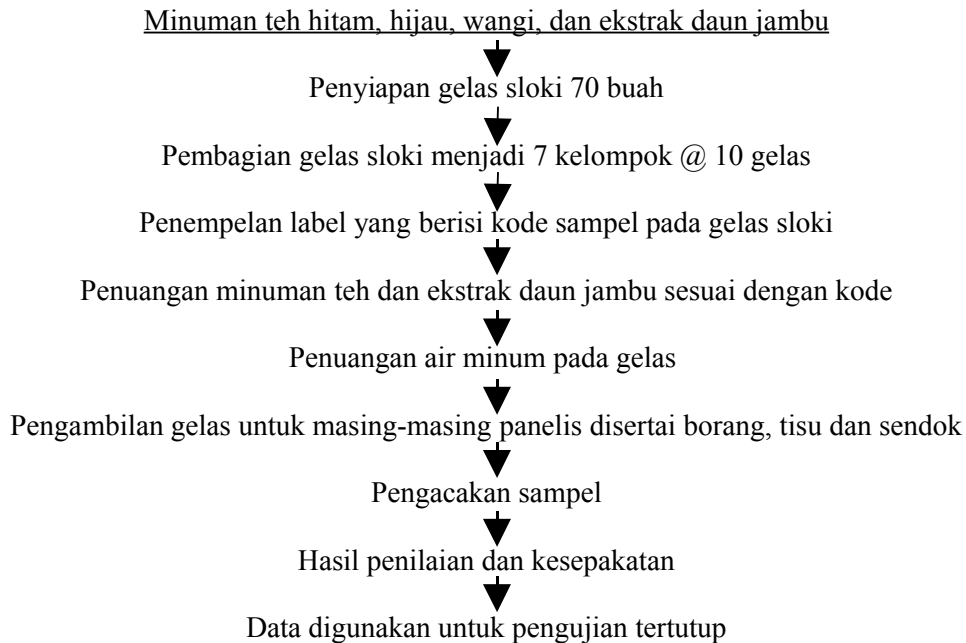 Minuman teh hitam, hijau, wangi, dan ekstrak daun jambu
Penyiapan gelas sloki 70 buah
Pembagian gelas sloki menjadi 7 kelompok @ 10 gelas
Penempelan label yang berisi kode sampel pada gelas sloki
Penuangan minuman teh dan ekstrak daun jambu sesuai dengan kode
Penuangan air minum pada gelas
Pengambilan gelas untuk masing-masing panelis disertai borang, tisu dan sendok
Pengacakan sampel
Hasil penilaian dan kesepakatan
Data digunakan untuk pengujian tertutup